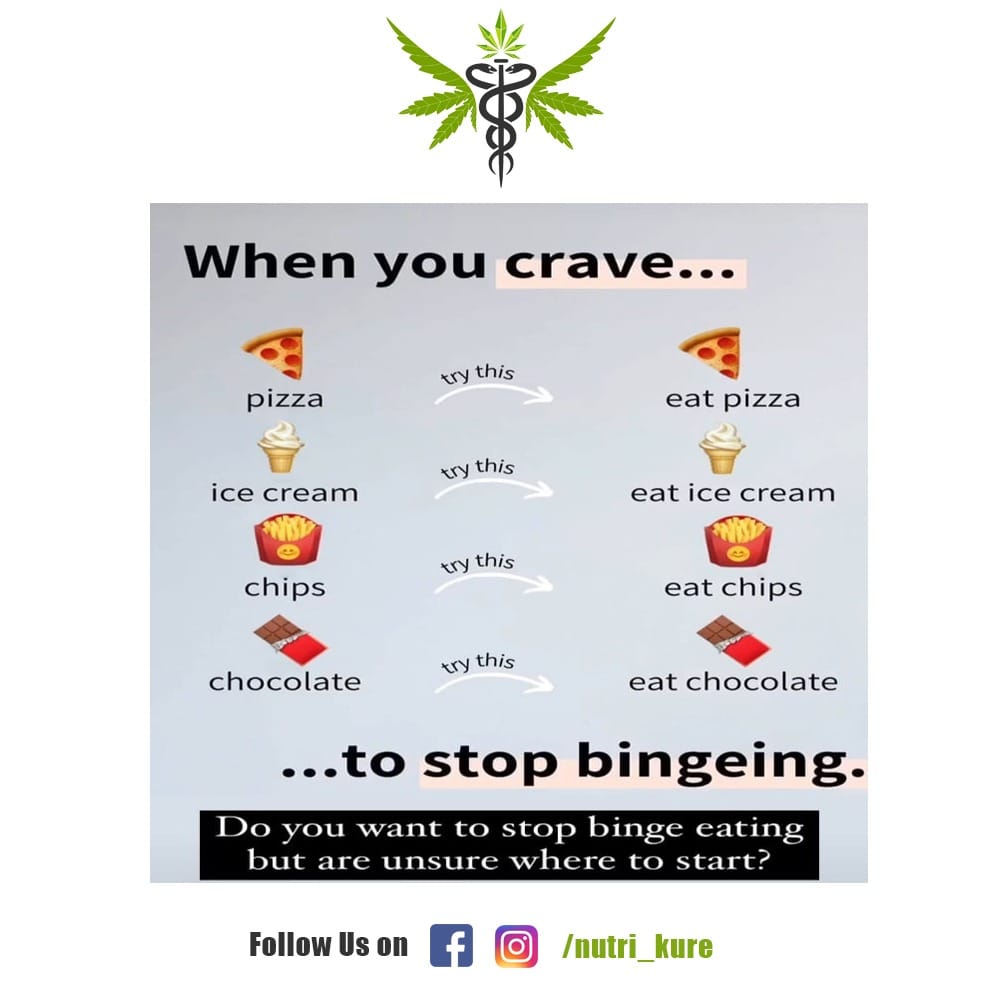 When you crave...
pizza
try this
eat pizza
ice cream
try this
eat ice cream
chips
try this
eat chips
chocolate
try this
eat chocolate
...to stop bingeing.
Do you want to stop binge eating
but are unsure where to start?
Follow Us on
/nutri_kure